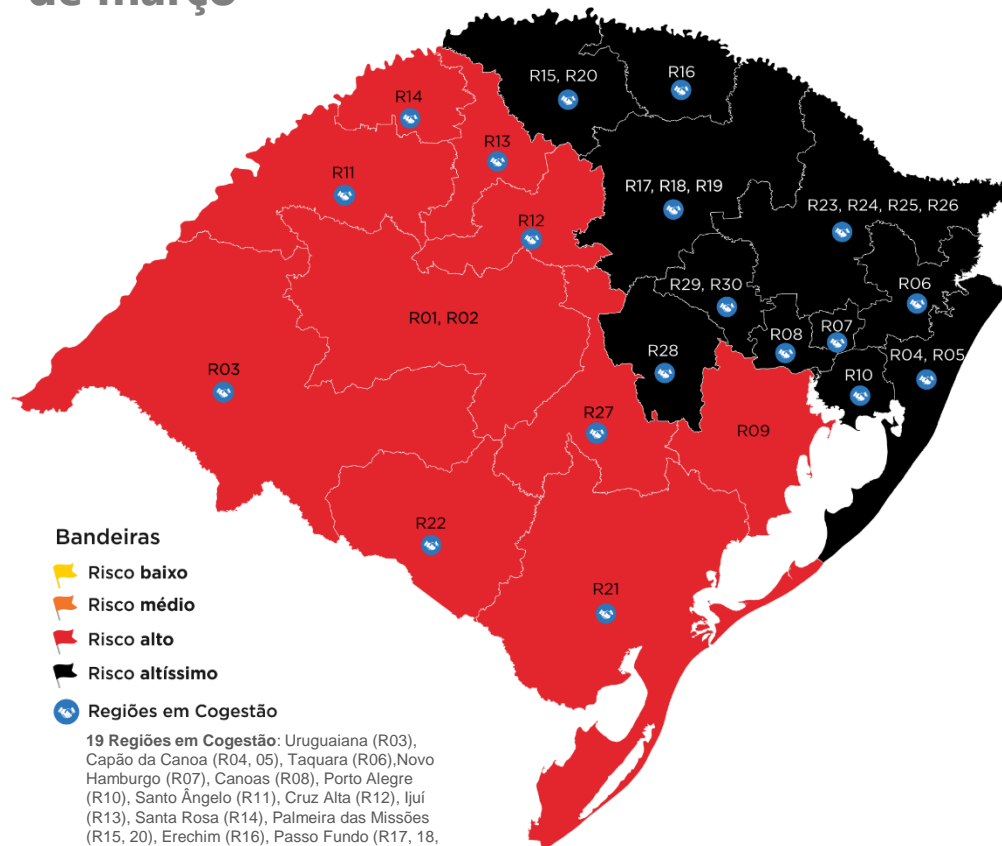 de março
R15, R20
R16
R14
R13
R11
R17, R18, R19
R23, R24, R25, R26
R12
R29, R30
R06
R01, R02
R08
R07
R28
R04, R05
R03
R10
R27
R09
R22
R21
Bandeiras
Risco baixo
Risco médio
Risco alto
Risco altíssimo
Regiões em Cogestão
19 Regiões em Cogestão: Uruguaiana (R03),
Capão da Canoa (R04, 05), Taquara (R06),Novo
Hamburgo (R07), Canoas (R08), Porto Alegre
(R10), Santo Ângelo (R11), Cruz Alta (R12), Ijuí
(R13), Santa Rosa (R14), Palmeira das Missões
(R15, 20), Erechim (R16), Passo Fundo (R17, 18,